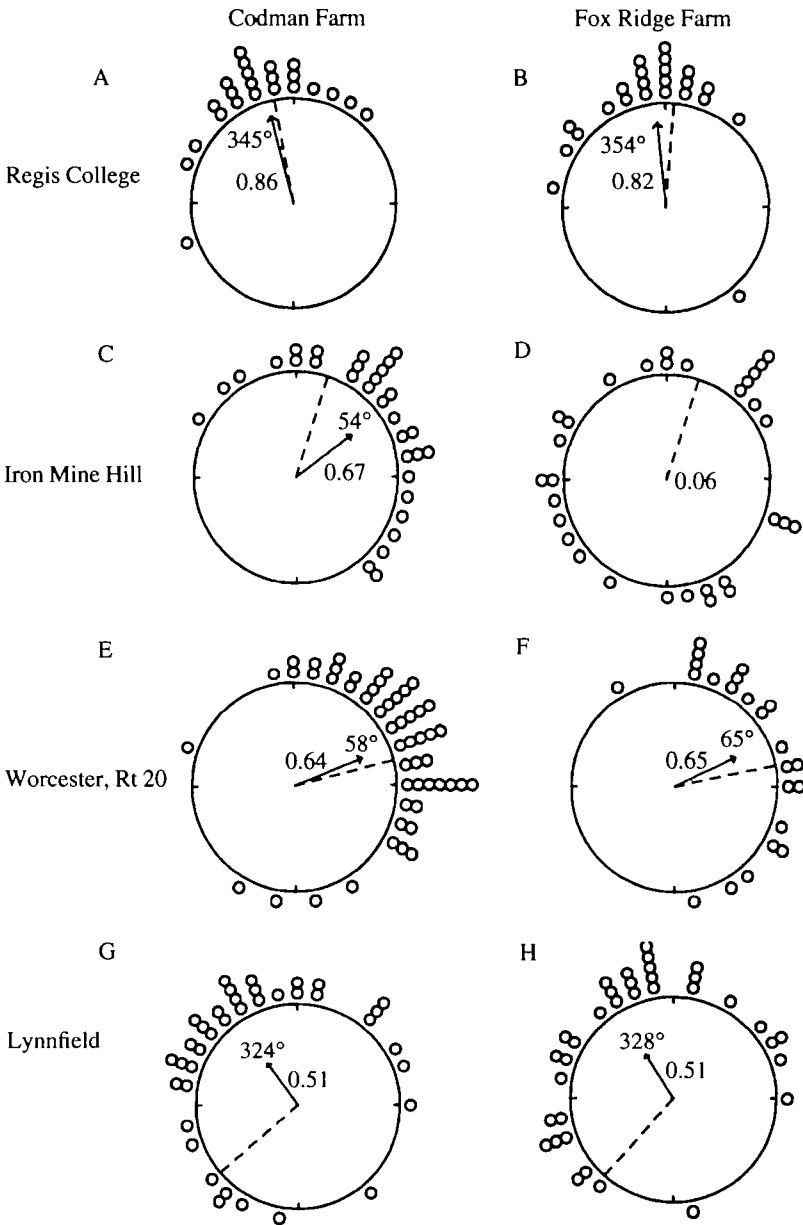 Codman Farm Fox Ridge Farm
A B
345° 354°
Regis College 0.86 0.82
C D
54°
Iron Mine Hill 0.67 0.06
E F
0.64 58° 0.65 65°
Worcester, Rt 20
G H
Lynnfield 324° 328°
0.51 0.51